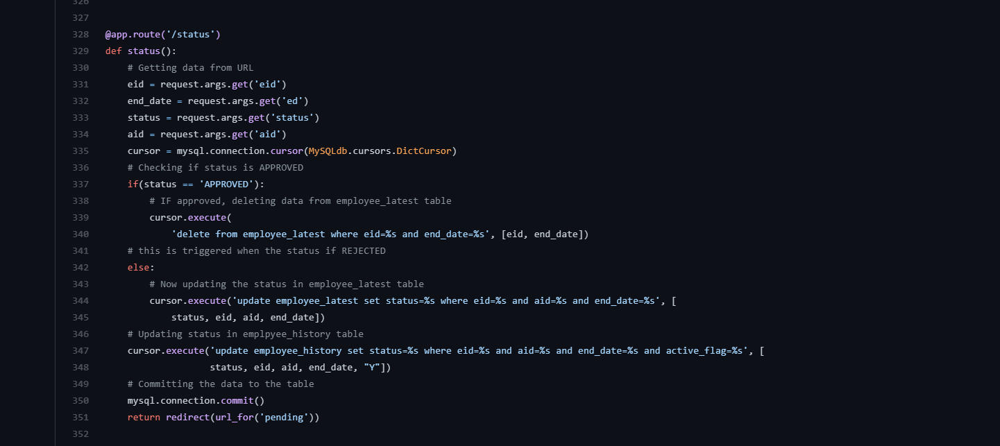 326
327
328 @app.route('/status')
329 def status():
330     # Getting data from URL
331     eid = request.args.get('eid')
332     end_date = request.args.get('ed')
333     status = request.args.get('status')
334     aid = request.args.get('aid')
335     cursor = mysql.connection.cursor(MySQLdb.cursors.DictCursor)
336     # Checking if status is APPROVED
337     if(status == 'APPROVED'):
338         # IF approved, deleting data from employee_latest table
339         cursor.execute(
340             'delete from employee_latest where eid=%s and end_date=%s', [eid, end_date])
341     # this is triggered when the status if REJECTED
342     else:
343         # Now updating the status in employee_latest table
344         cursor.execute('update employee_latest set status=%s where eid=%s and aid=%s and end_date=%s', [
345             status, eid, aid, end_date])
346     # Updating status in emplpyee_history table
347     cursor.execute('update employee_history set status=%s where eid=%s and aid=%s and end_date=%s and active_flag=%s', [
348                    status, eid, aid, end_date, "Y"])
349     # Committing the data to the table
350     mysql.connection.commit()
351     return redirect(url_for('pending'))
352